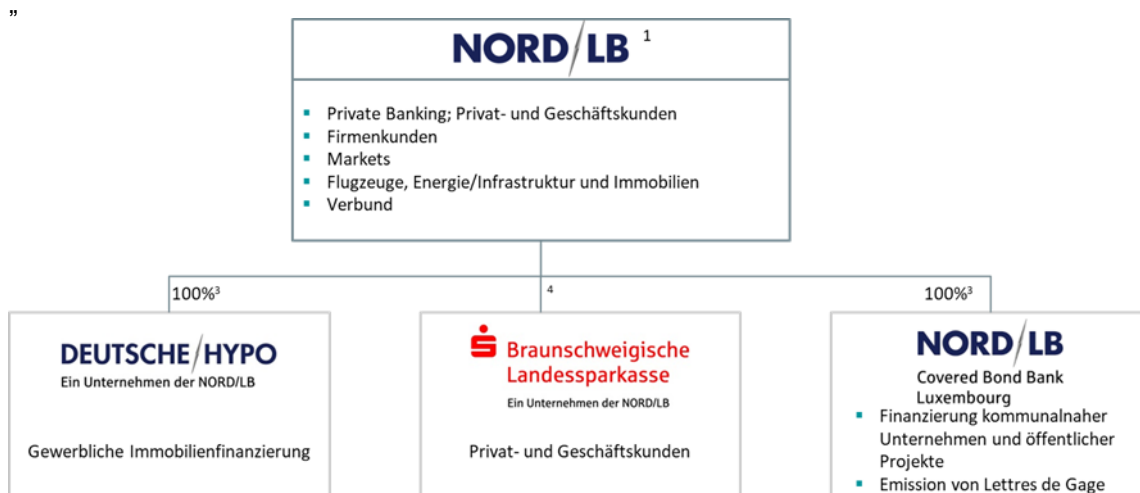 ”
NORD/LB 1
Private Banking; Privat- und Geschäftskunden
Firmenkunden
Markets
Flugzeuge, Energie/Infrastruktur und Immobilien
Verbund
100%3
4
100%3
DEUTSCHE/HYPO
Ein Unternehmen der NORD/LB
Gewerbliche Immobilienfinanzierung
Braunschweigische
Landessparkasse
Ein Unternehmen der NORD/LB
Privat- und Geschäftskunden
NORD/LB
Covered Bond Bank
Luxembourg
Finanzierung kommunalnaher
Unternehmen und öffentlicher
Projekte
Emission von Lettres de Gage